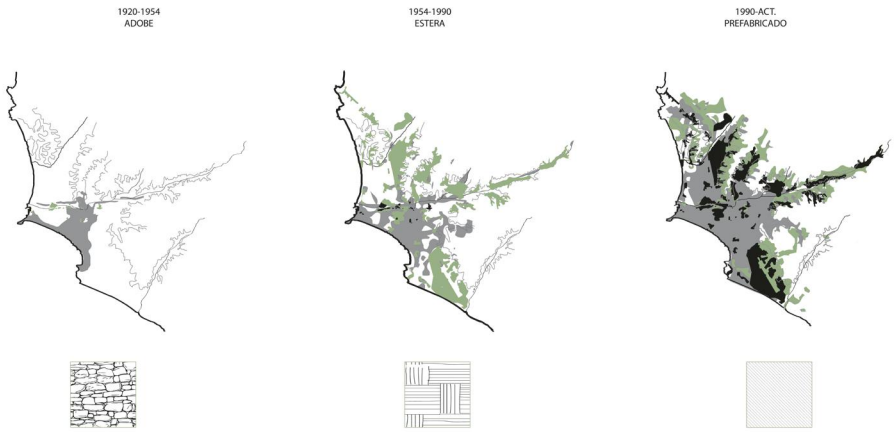 1920-1954
ADOBE
1954-1990
ESTERA
1990-ACT.
PREFABRICADO